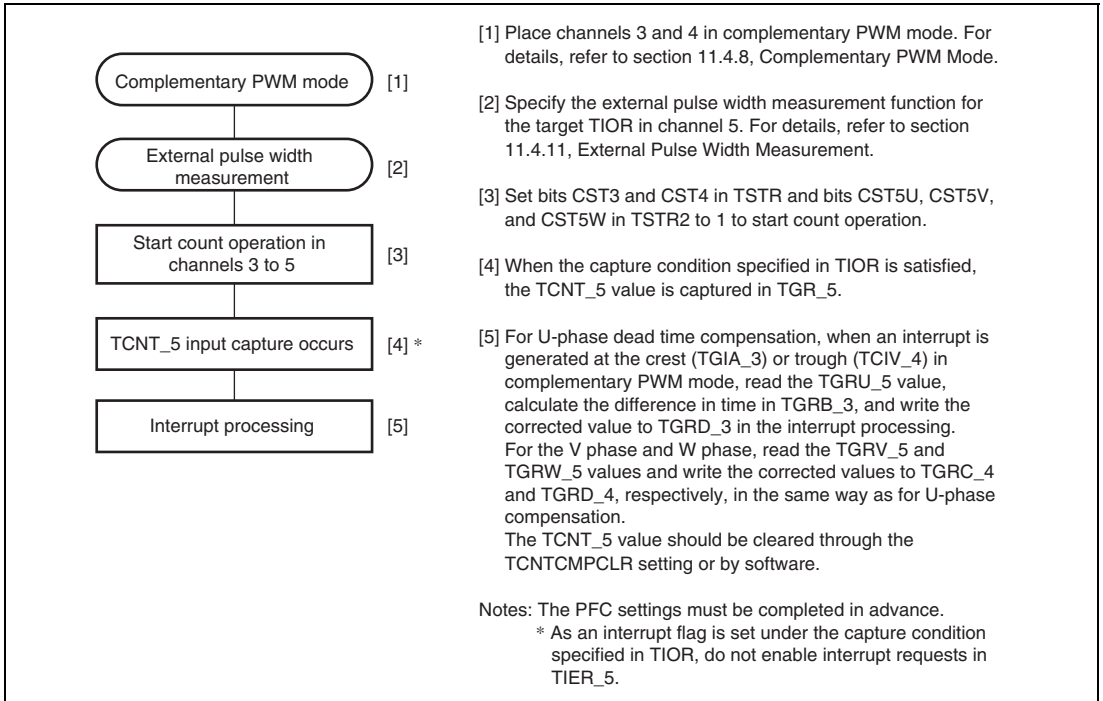 Complementary PWM mode [1]
External pulse width
measurement [2]
Start count operation in
channels 3 to 5 [3]
TCNT_5 input capture occurs [4] *
Interrupt processing [5]
[1] Place channels 3 and 4 in complementary PWM mode. For
details, refer to section 11.4.8, Complementary PWM Mode.
[2] Specify the external pulse width measurement function for
the target TIOR in channel 5. For details, refer to section
11.4.11, External Pulse Width Measurement.
[3] Set bits CST3 and CST4 in TSTR and bits CST5U, CST5V,
and CST5W in TSTR2 to 1 to start count operation.
[4] When the capture condition specified in TIOR is satisfied,
the TCNT_5 value is captured in TGR_5.
[5] For U-phase dead time compensation, when an interrupt is
generated at the crest (TGIA_3) or trough (TCIV_4) in
complementary PWM mode, read the TGRU_5 value,
calculate the difference in time in TGRB_3, and write the
corrected value to TGRD_3 in the interrupt processing.
For the V phase and W phase, read the TGRV_5 and
TGRW_5 values and write the corrected values to TGRC_4
and TGRD_4, respectively, in the same way as for U-phase
compensation.
The TCNT_5 value should be cleared through the
TCNTCMPCLR setting or by software.
Notes: The PFC settings must be completed in advance.
* As an interrupt flag is set under the capture condition
specified in TIOR, do not enable interrupt requests in
TIER_5.